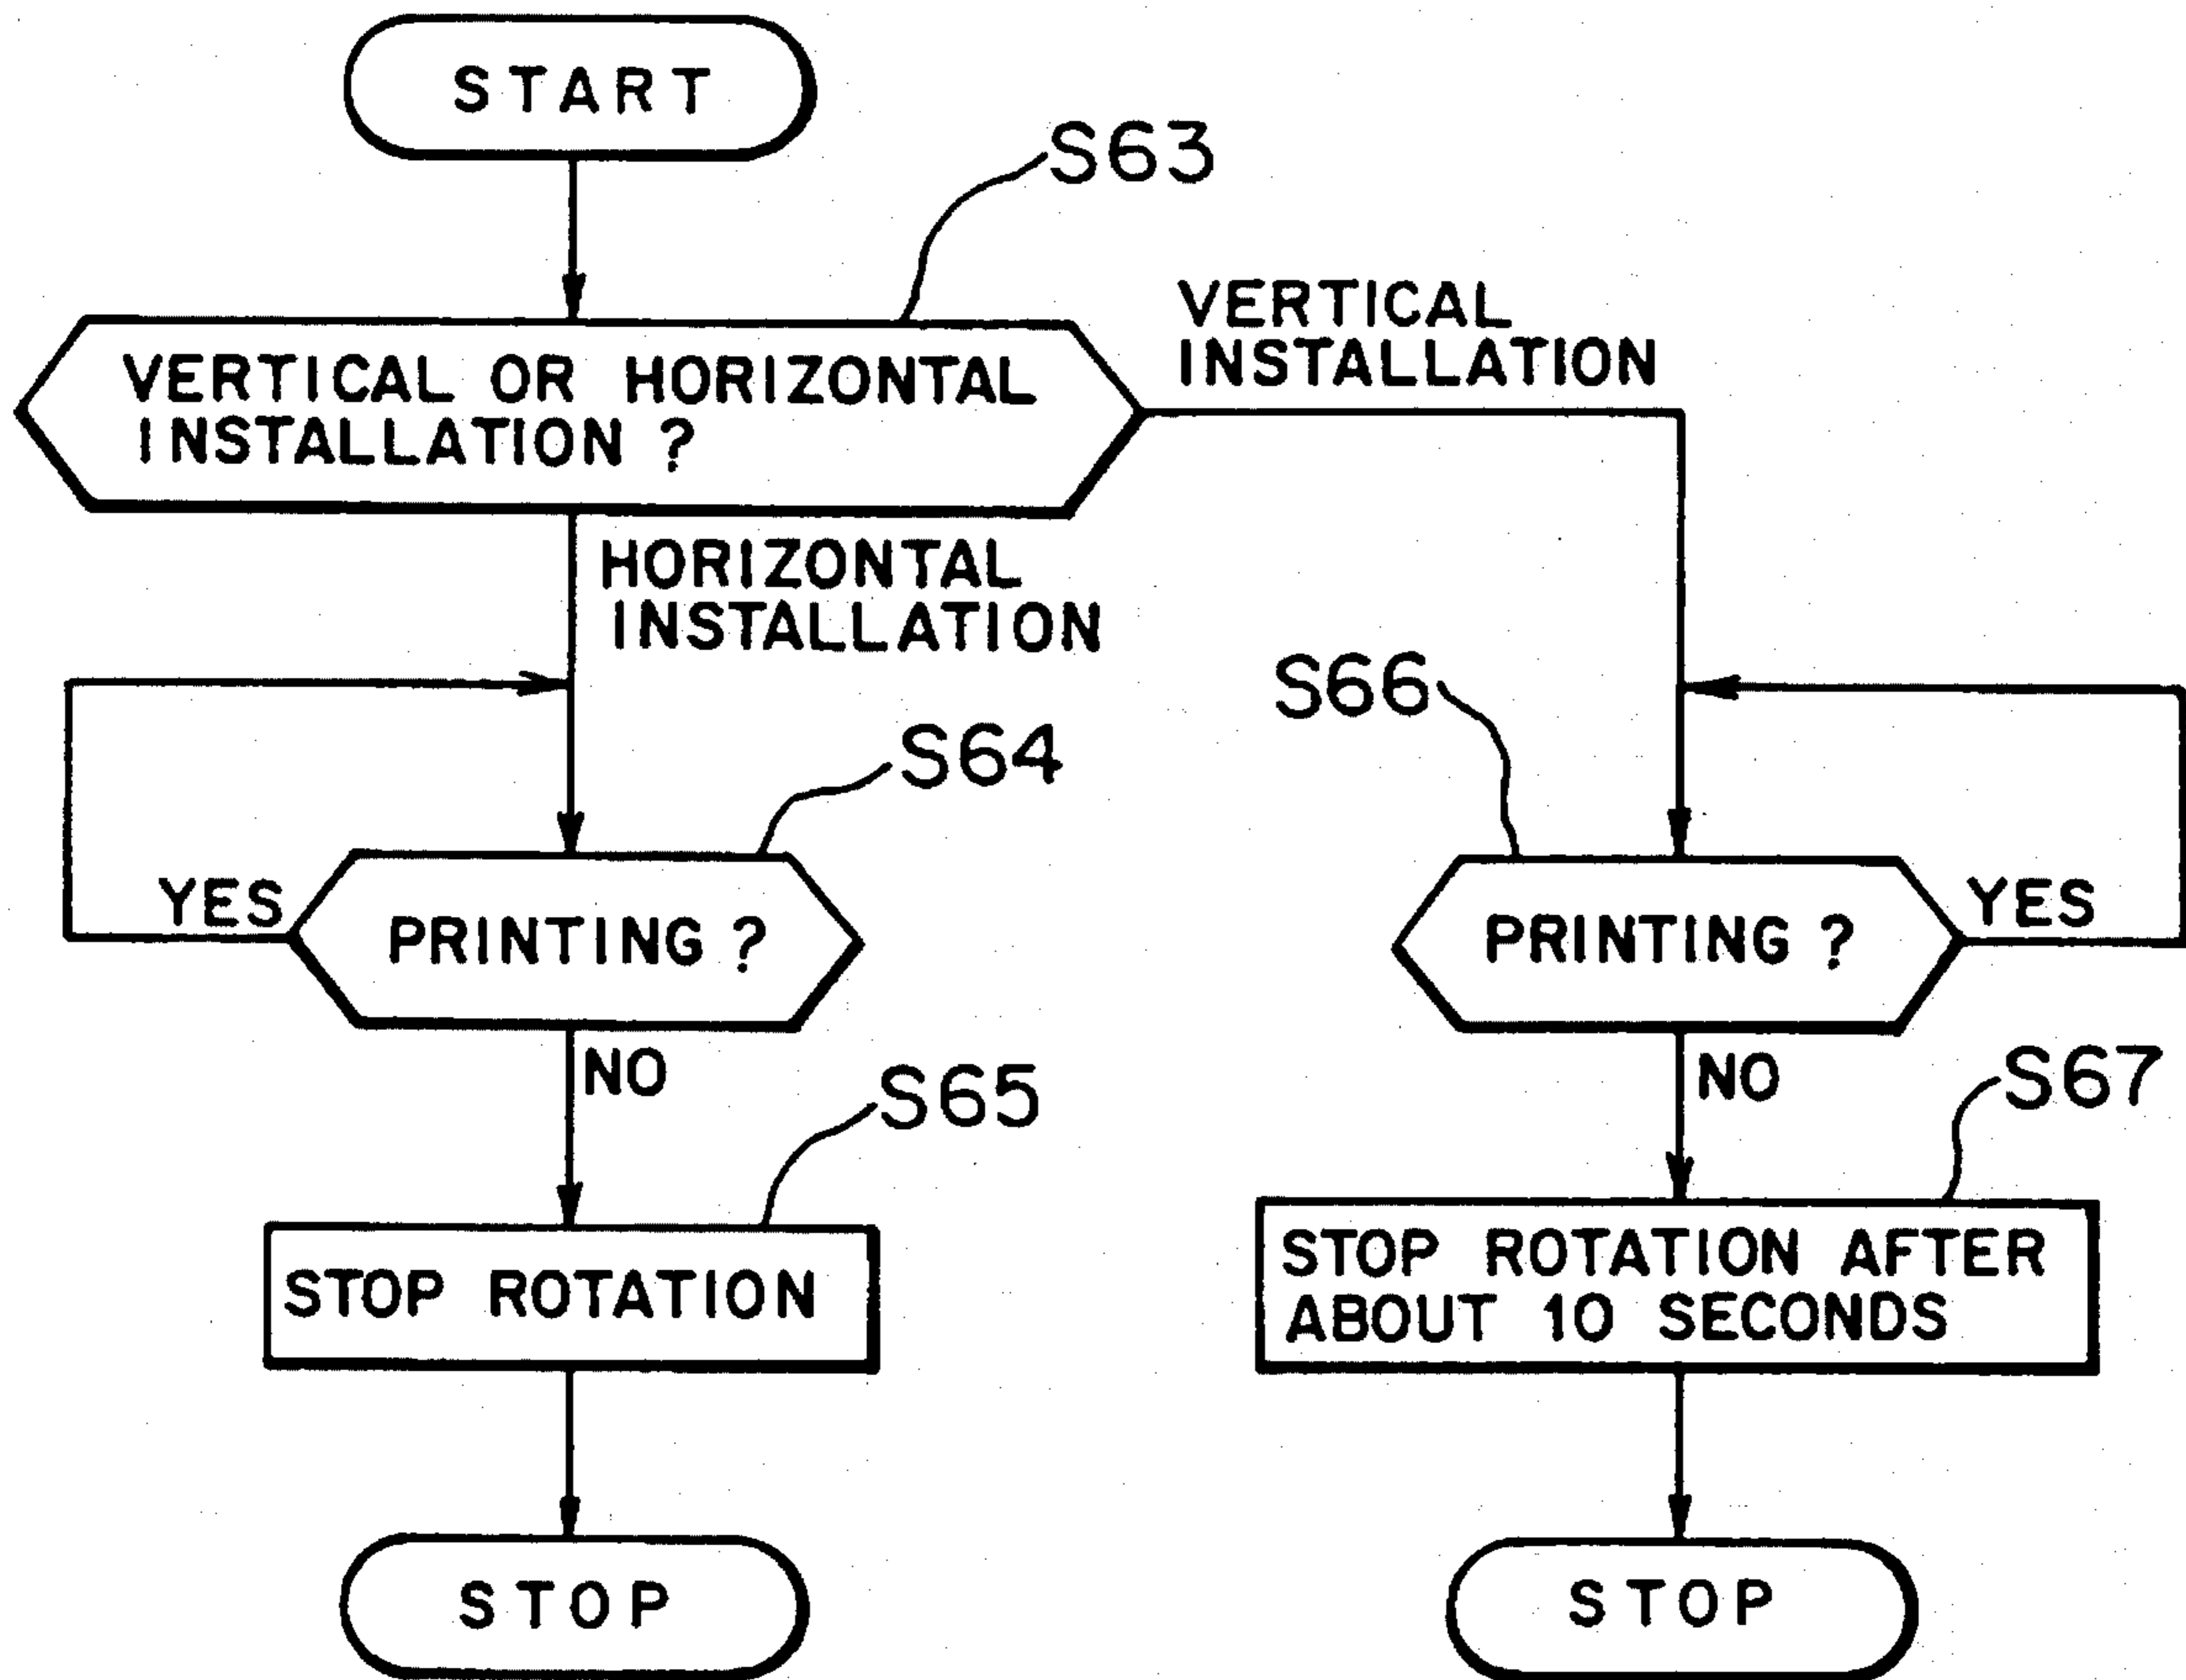 START
S63
VERTICAL
INSTALLATION
VERTICAL OR HORIZONTAL
INSTALLATION ?
HORIZONTAL
INSTALLATION
S64
S66
YES
PRINTING ?
PRINTING ?
YES
NO
S65
NO
S67
STOP ROTATION
STOP ROTATION AFTER
ABOUT 10 SECONDS
STOP
STOP